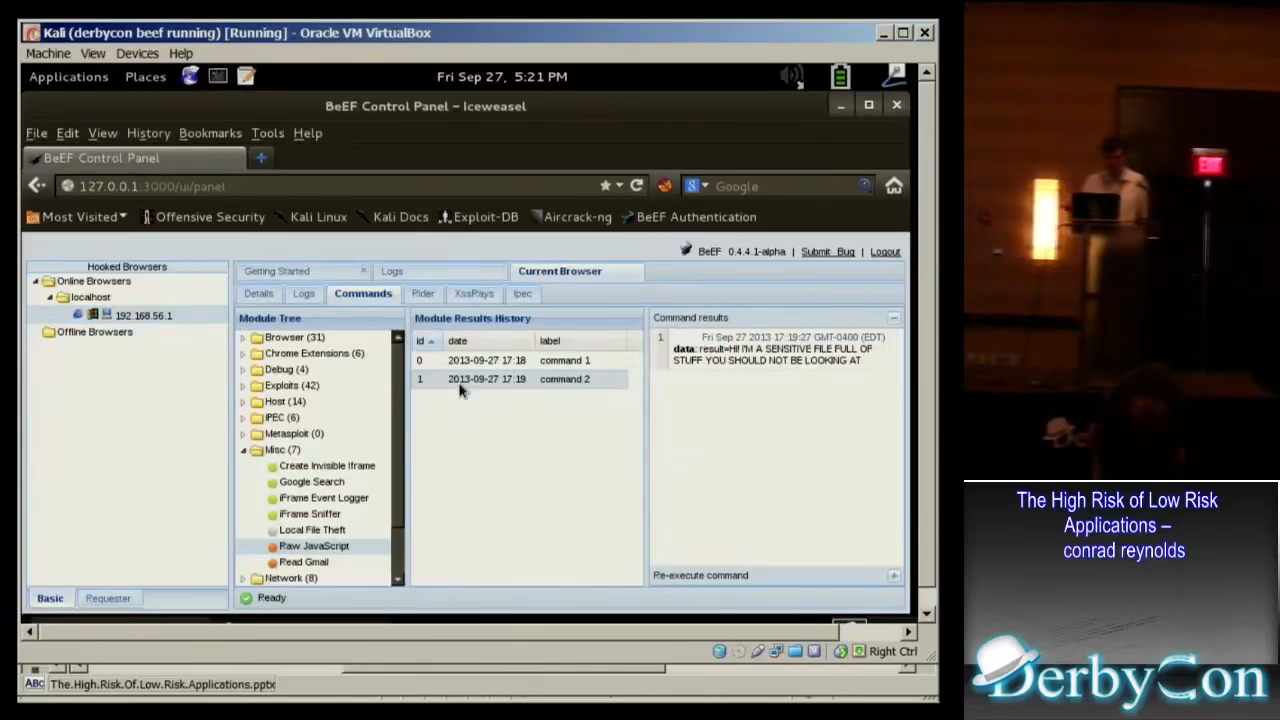 Kali (derbycon beef running) [Running] - Oracle VM VirtualBox
Machine View Devices Help
Applications Places Fri Sep 27, 5:21 PM
BeEF Control Panel - Iceweasel
File Edit View History Bookmarks Tools Help
BeEF Control Panel
127.0.0.1:3000/ui/panel
Google
Most Visited Offensive Security Kali Linux Kali Docs Exploit-DB Aircrack-ng BeEF Authentication
BeEF 0.4.4.1-alpha | Submit Bug | Logout
Hooked Browsers
Online Browsers
localhost
192.168.56.1
Offline Browsers
Basic Requester
Getting Started Logs Current Browser
Details Logs Commands Rider XssRays Ipec
Module Tree
Browser (31)
Chrome Extensions (6)
Debug (4)
Exploits (42)
Host (14)
IPEC (6)
Metasploit (0)
Misc (7)
Create Invisible Iframe
Google Search
iFrame Event Logger
iFrame Sniffer
Local File Theft
Raw JavaScript
Read Gmail
Network (8)
Ready
Module Results History
id date label
0 2013-09-27 17:18 command 1
1 2013-09-27 17:19 command 2
Command results
1 Fri Sep 27 2013 17:19:27 GMT-0400 (EDT)
data: result=Hi! I'M A SENSITIVE FILE FULL OF
STUFF YOU SHOULD NOT BE LOOKING AT
Re-execute command
Right Ctrl
ABC The.High.Risk.Of.Low.Risk.Applications.pptx
The High Risk of Low Risk
Applications –
conrad reynolds
DerbyCon